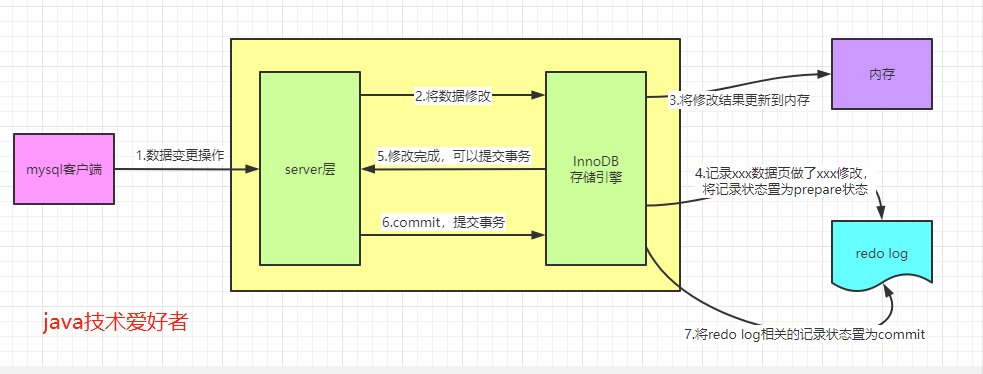 内存
2.将数据修改
3.将修改结果更新到内存
mysql客户端
1.数据变更操作
server层
5.修改完成，可以提交事务
InnoDB
存储引擎
4.记录xxx数据页做了xxx修改，
将记录状态置为prepare状态
6.commit，提交事务
redo log
java技术爱好者
7.将redo log相关的记录状态置为commit